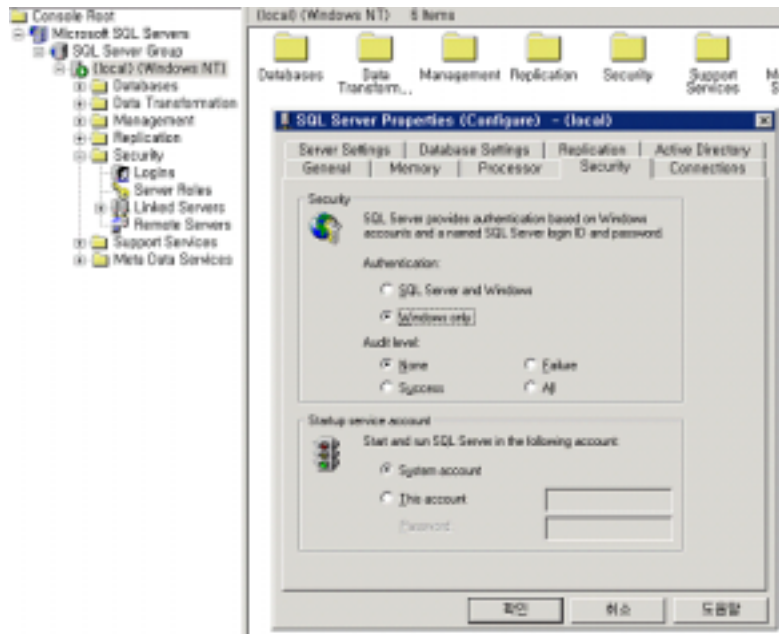 Console Root
Microsoft SQL Servers
SQL Server Group
(local) (Windows NT)
Databases
Data Transformation
Management
Replication
Security
Logins
Server Roles
Linked Servers
Remote Servers
Support Services
Meta Data Services
(local) (Windows NT) 6 Items
Databases
Data Transform...
Management
Replication
Security
Support Services
SQL Server Properties (Configure) - (local)
Server Settings Database Settings Replication Active Directory
General Memory Processor Security Connections
Security
SQL Server provides authentication based on Windows
accounts and a named SQL Server login ID and password.
Authentication:
SQL Server and Windows
Windows only
Audit level:
None Failure
Success All
Startup service account
Start and run SQL Server in the following account:
System account
This account
Password
확인 취소 도움말